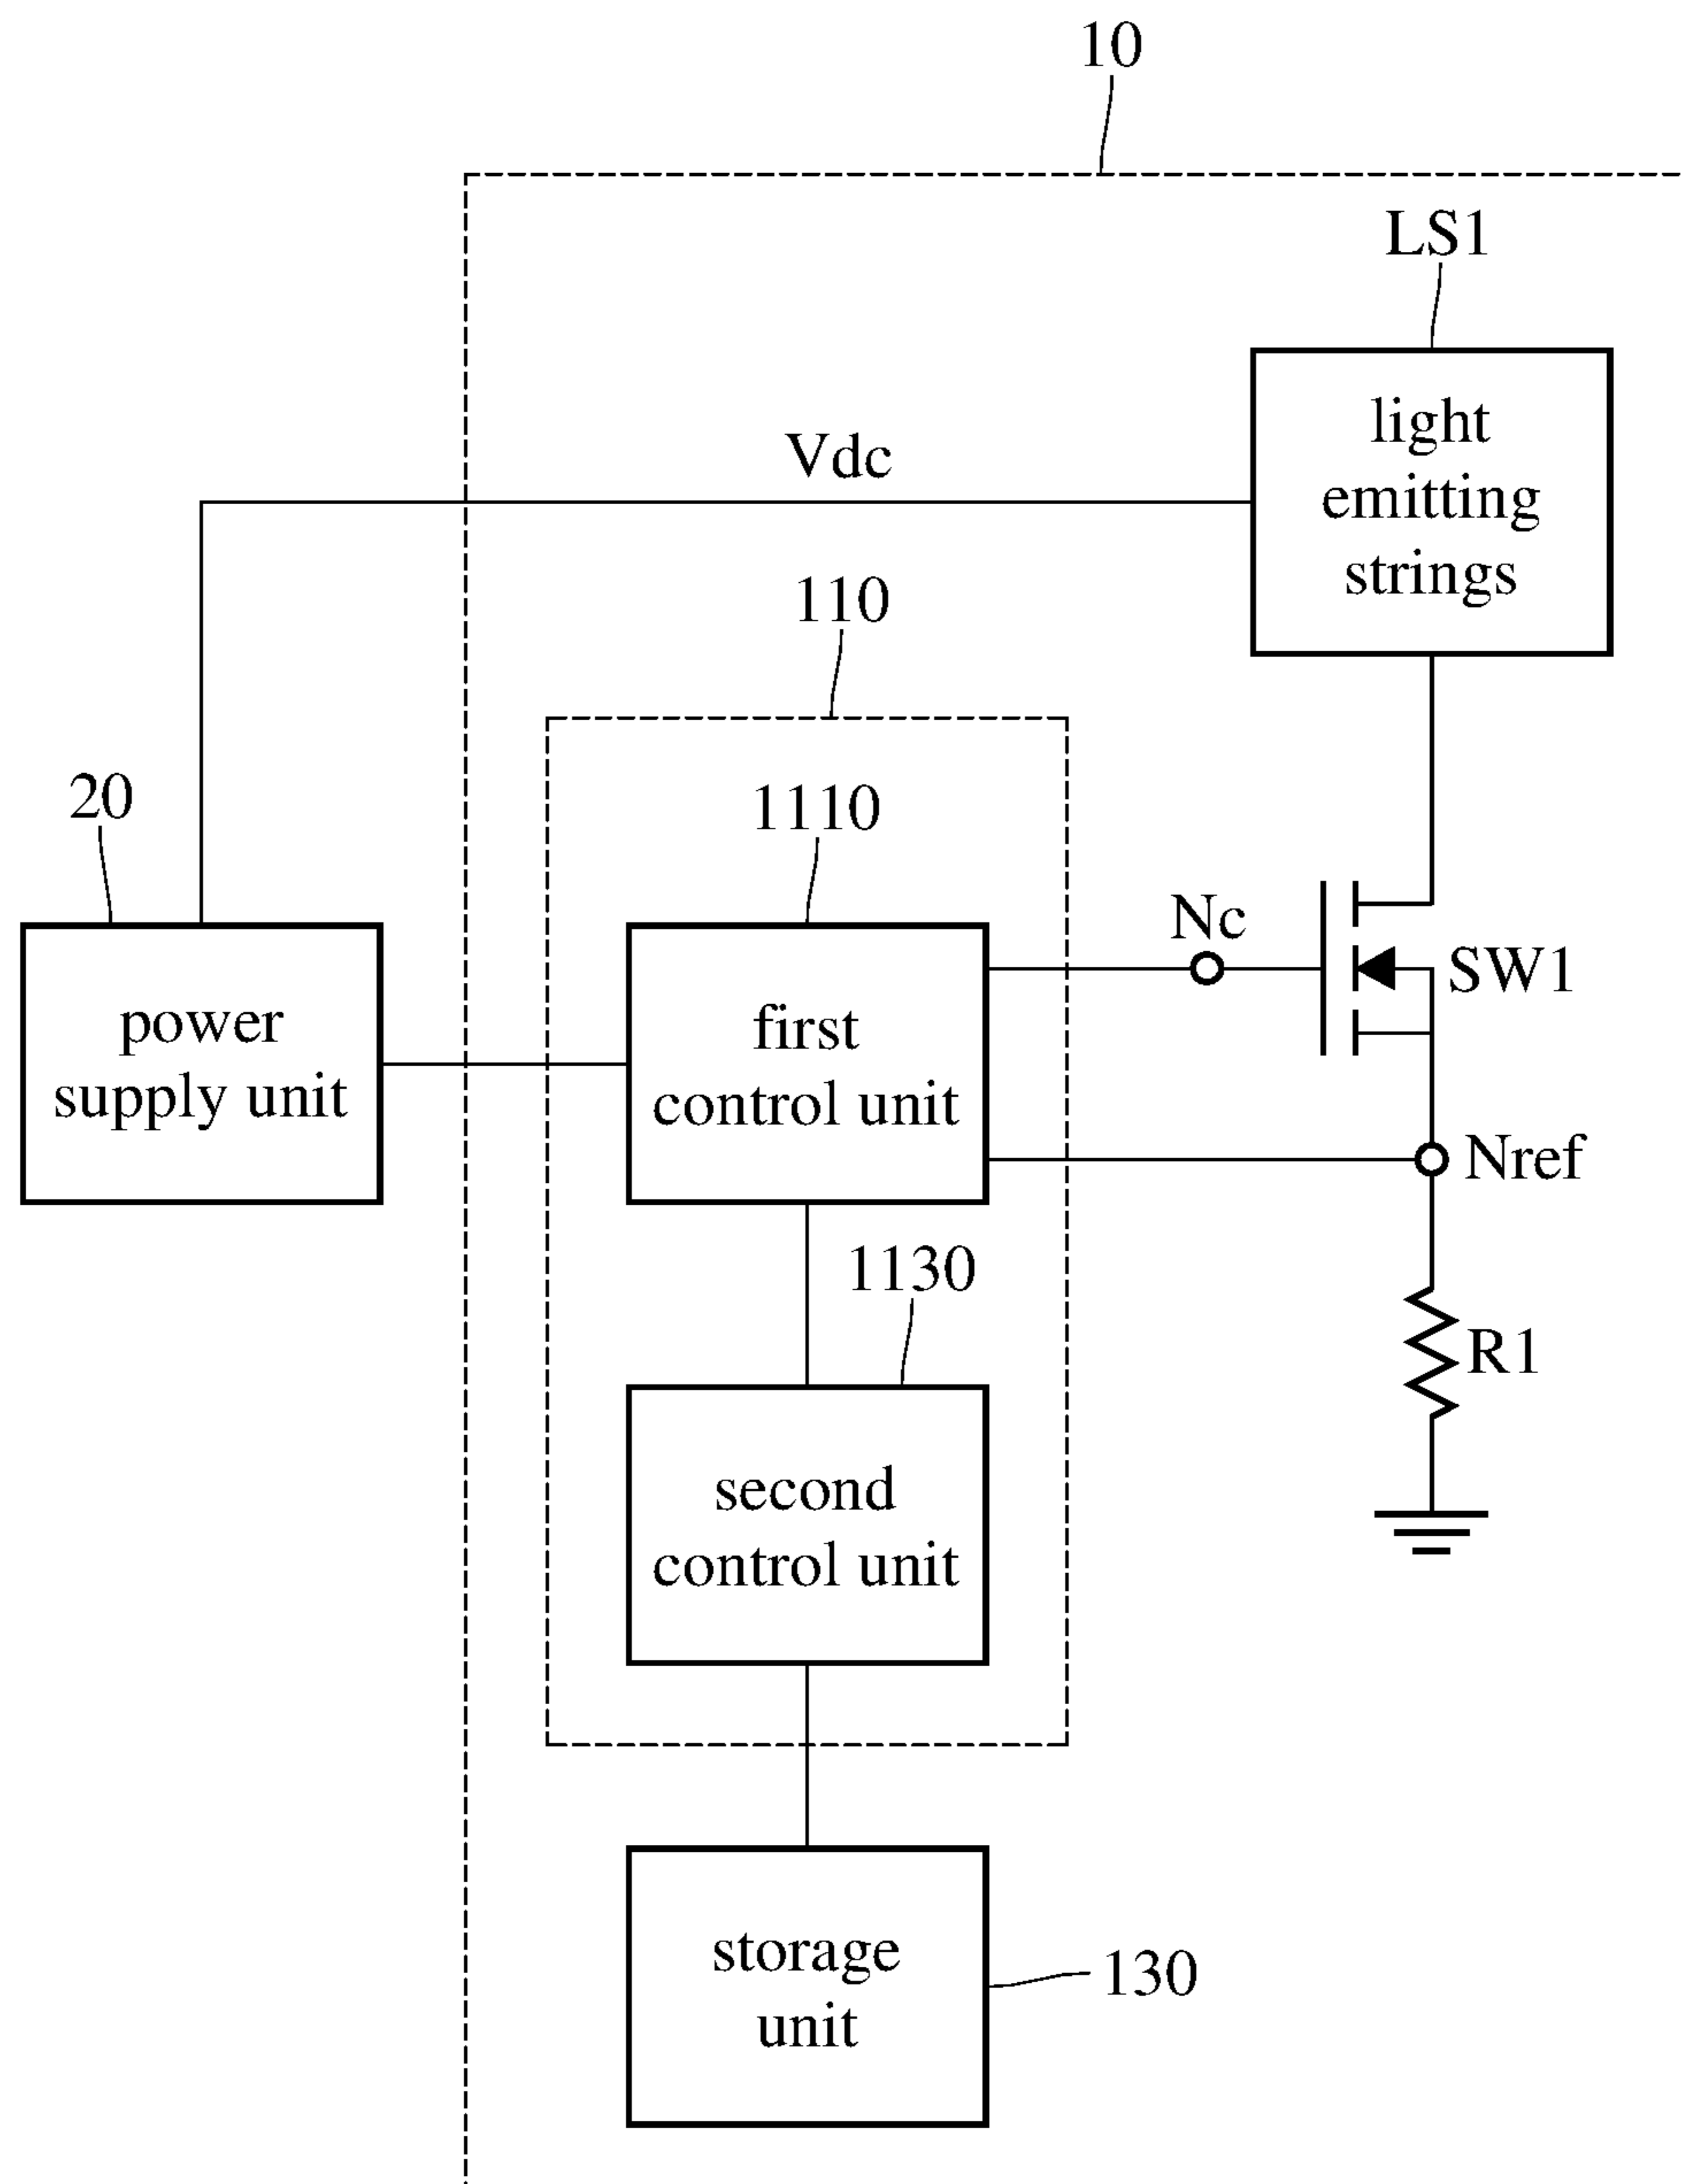 10
LS1
light
emitting
strings
Vdc
110
20
1110
Nc
SW1
power
supply unit
first
control unit
Nref
1130
R1
second
control unit
storage
unit
130